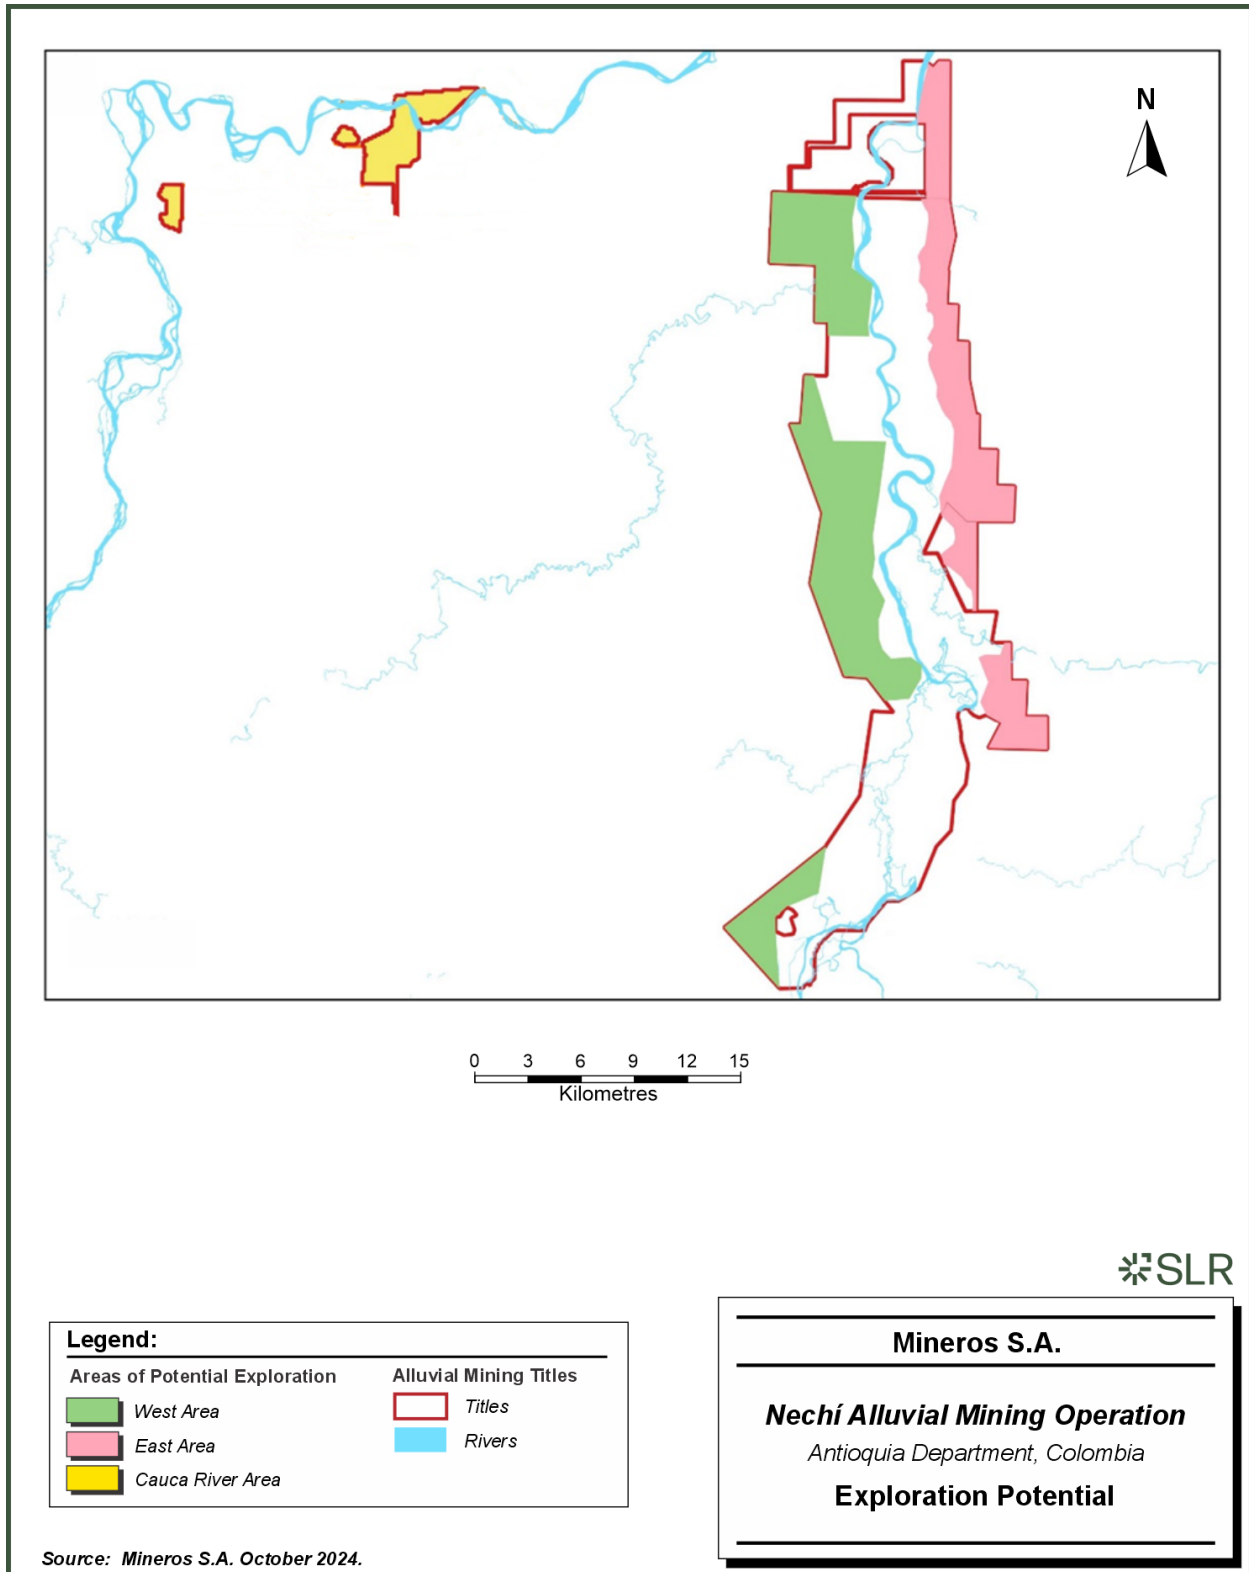 N
0 3 6 9 12 15
Kilometres
SLR
Legend:
Areas of Potential Exploration
West Area
East Area
Cauca River Area
Alluvial Mining Titles
Titles
Rivers
Mineros S.A.
Nechí Alluvial Mining Operation
Antioquia Department, Colombia
Exploration Potential
Source: Mineros S.A. October 2024.